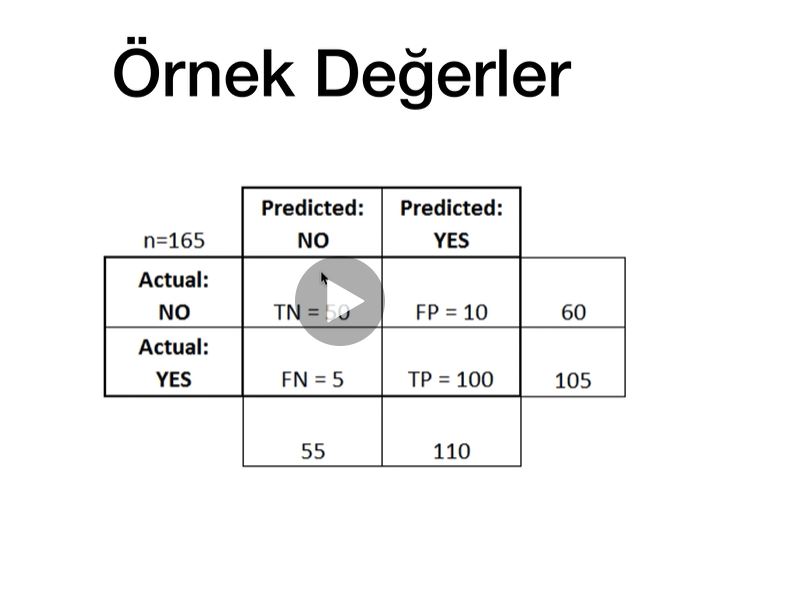 Örnek Değerler
Predicted: Predicted:
n=165 NO YES
Actual:
NO TN = 50 FP = 10 60
Actual:
YES FN = 5 TP = 100 105
55 110